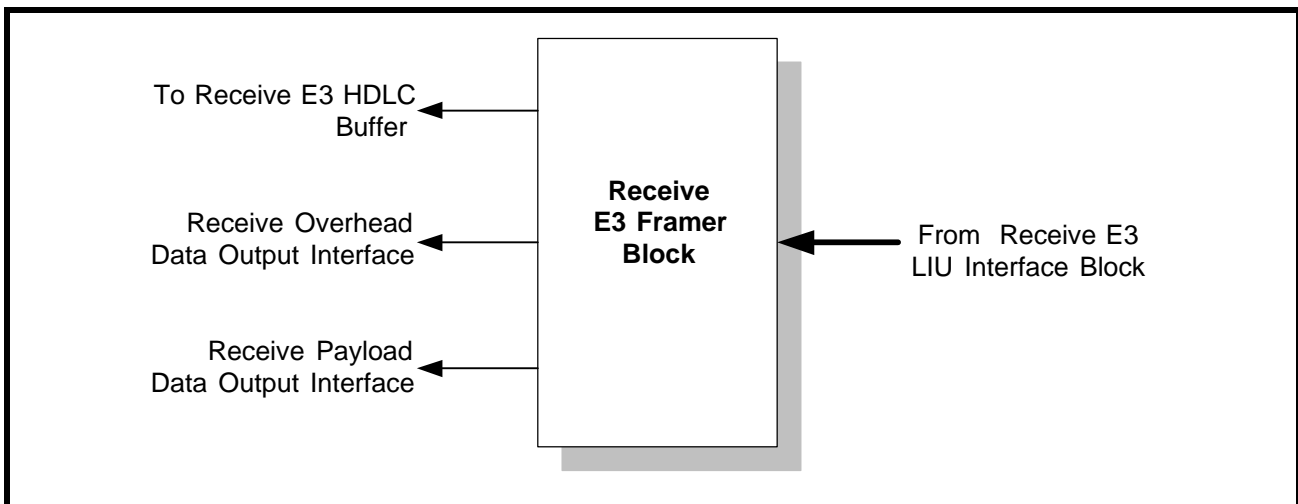 To Receive E3 HDLC
Buffer
Receive Overhead
Data Output Interface
Receive Payload
Data Output Interface
Receive
E3 Framer
Block
From Receive E3
LIU Interface Block